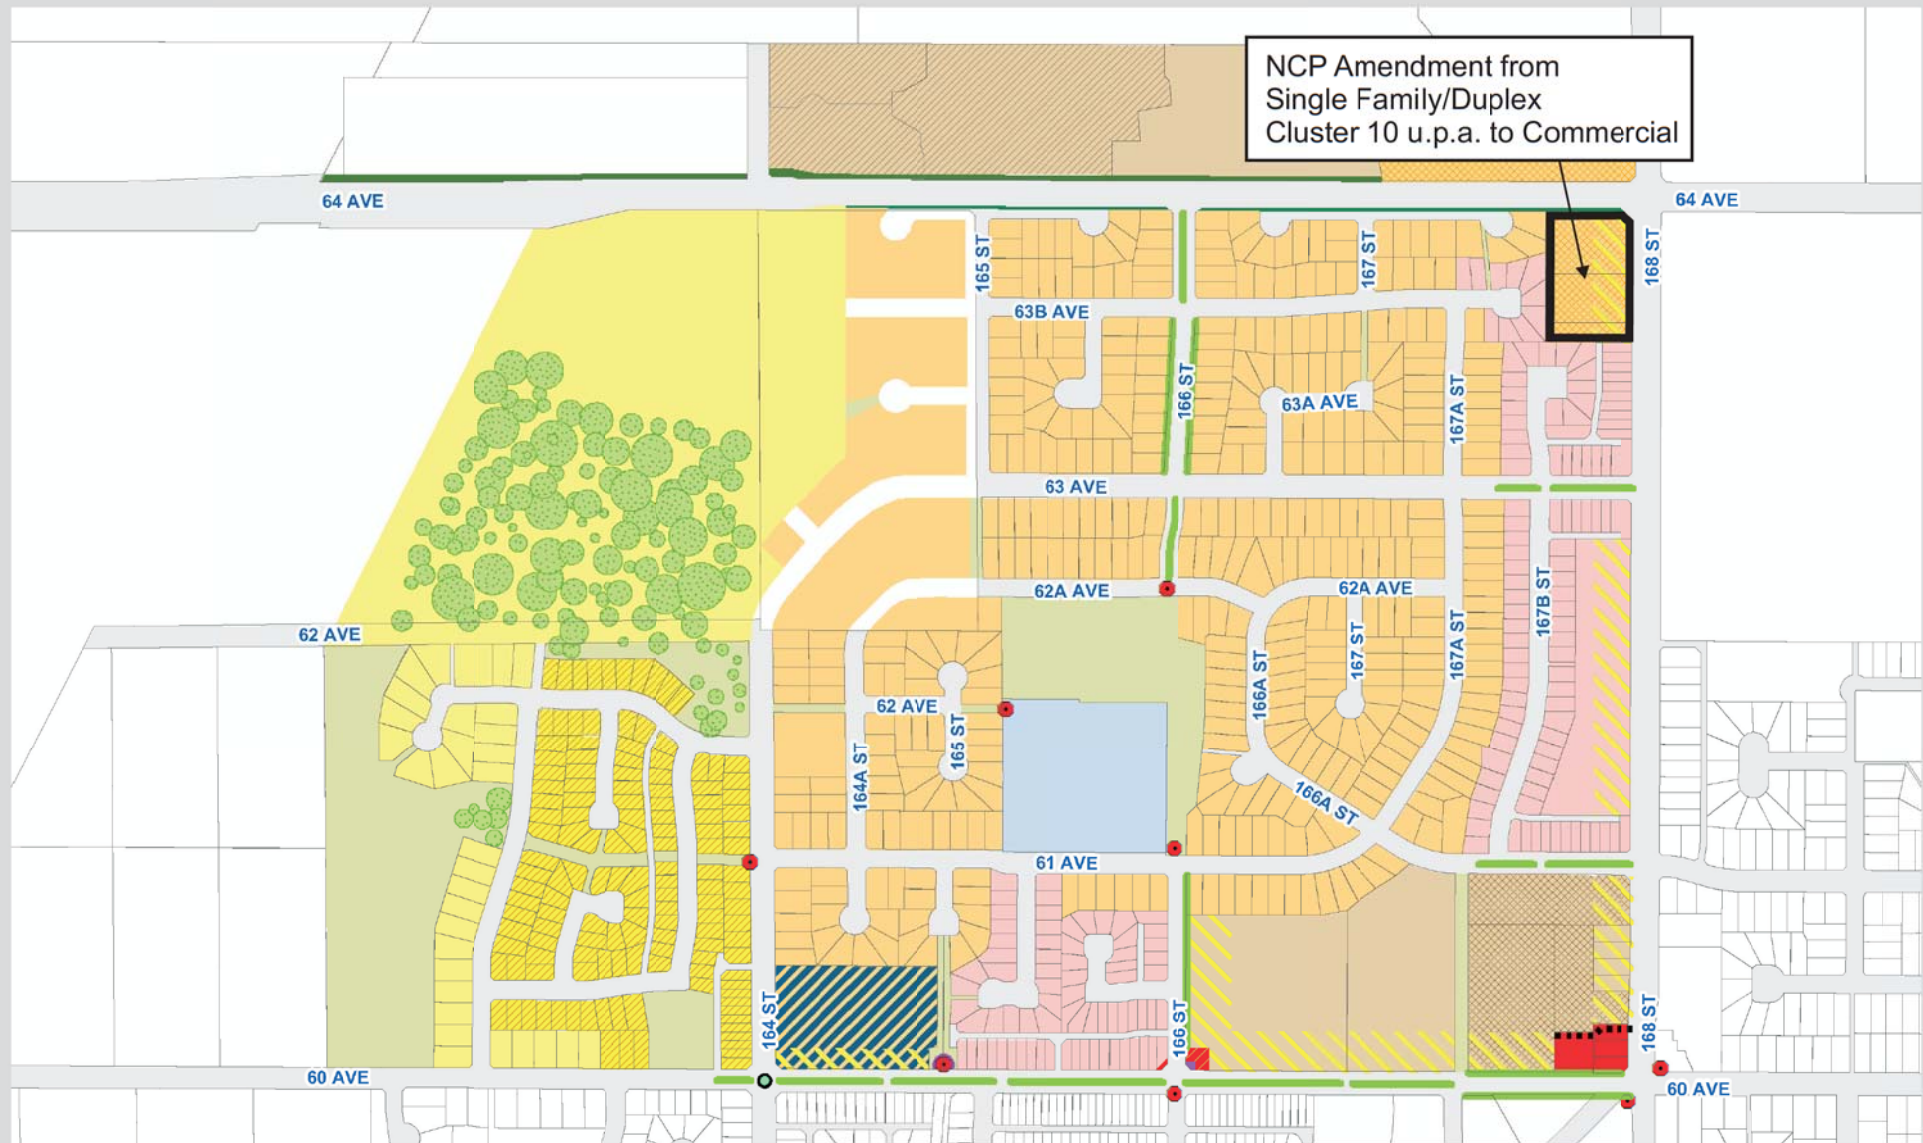 NCP Amendment from
Single Family/Duplex
Cluster 10 u.p.a. to Commercial
64 AVE
64 AVE
165 ST
167 ST
168 ST
63B AVE
166 ST
63A AVE
167A ST
63 AVE
62A AVE
62A AVE
167B ST
62 AVE
166A ST
167 ST
167A ST
62 AVE
165 ST
164A ST
166A ST
61 AVE
164 ST
166 ST
168 ST
60 AVE
60 AVE